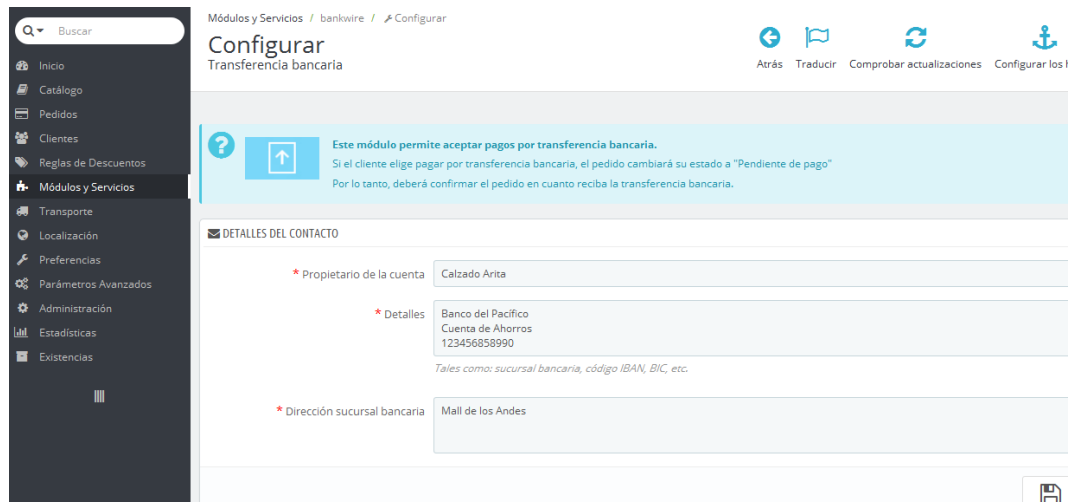 Buscar
Inicio
Catálogo
Pedidos
Clientes
Reglas de Descuentos
Módulos y Servicios
Transporte
Localización
Preferencias
Parámetros Avanzados
Administración
Estadísticas
Existencias
Módulos y Servicios / bankwire / Configurar
Configurar
Transferencia bancaria
Atrás
Traducir
Comprobar actualizaciones
Configurar los
Este módulo permite aceptar pagos por transferencia bancaria.
Si el cliente elige pagar por transferencia bancaria, el pedido cambiará su estado a "Pendiente de pago"
Por lo tanto, deberá confirmar el pedido en cuanto reciba la transferencia bancaria.
DETALLES DEL CONTACTO
* Propietario de la cuenta
Calzado Arita
* Detalles
Banco del Pacífico
Cuenta de Ahorros
123456858990
Tales como: sucursal bancaria, código IBAN, BIC, etc.
* Dirección sucursal bancaria
Mall de los Andes